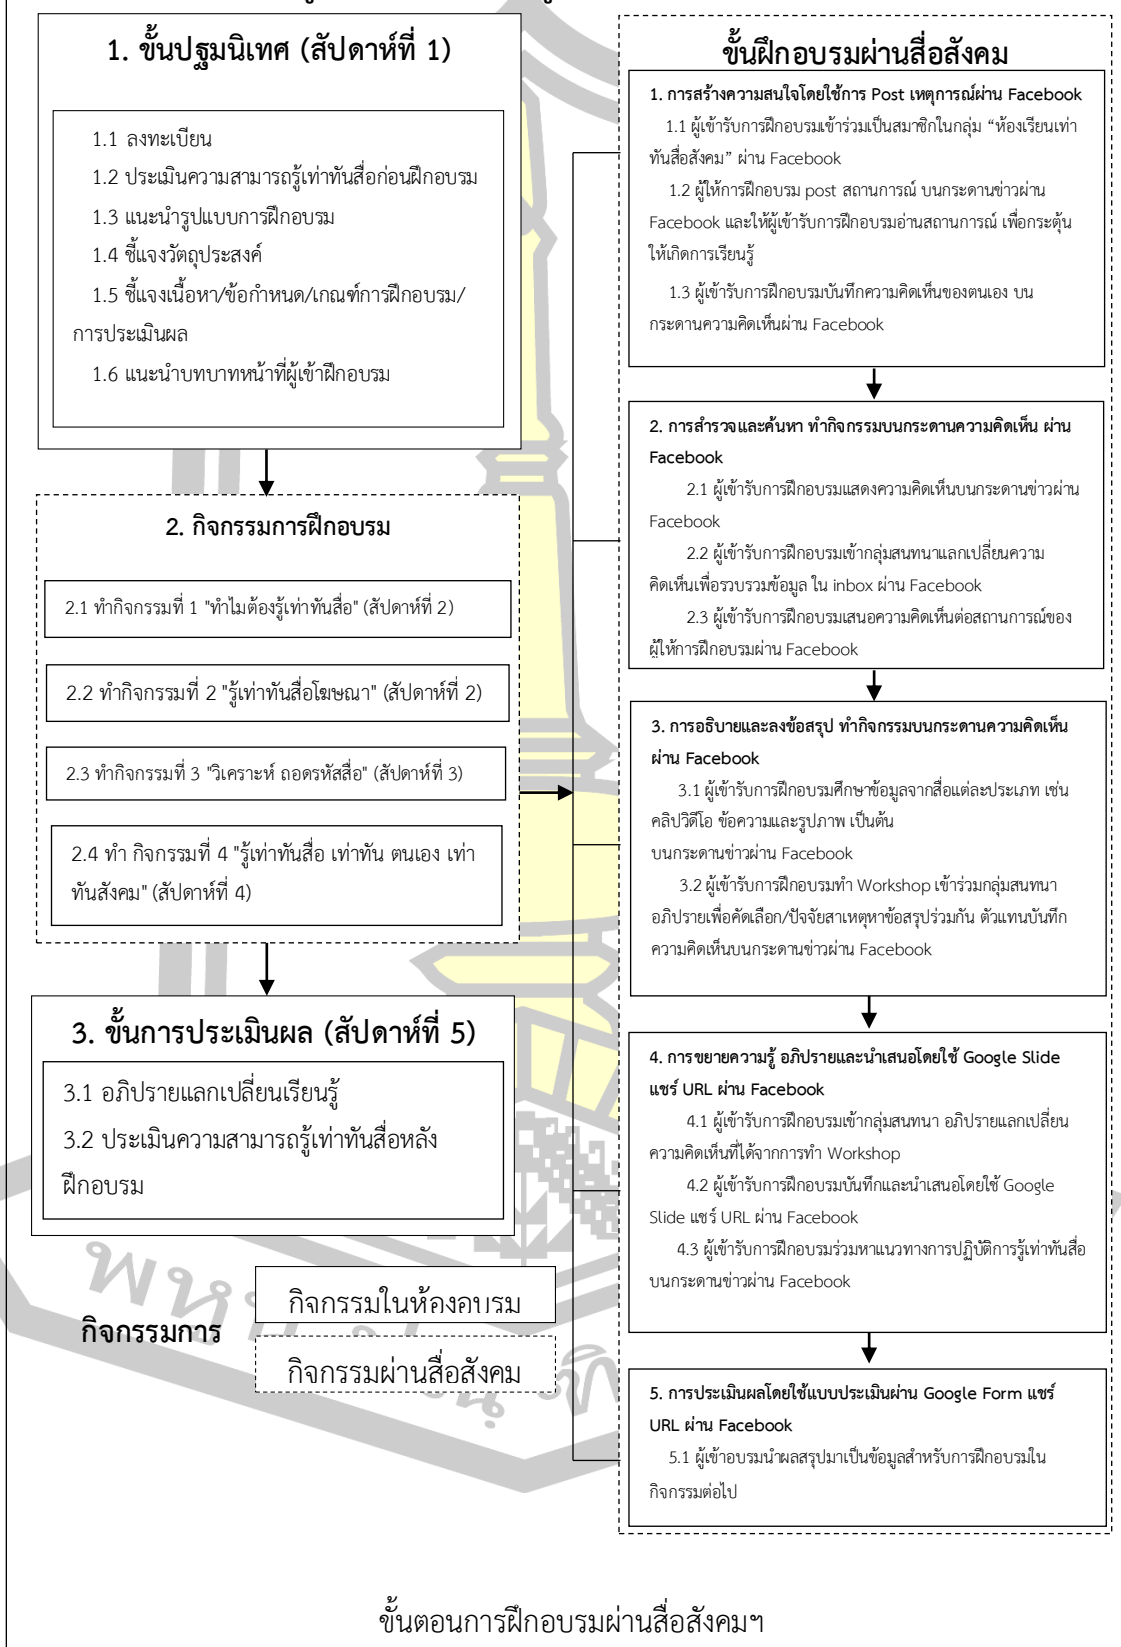 1. ขั้นปฐมนิเทศ (สัปดาห์ที่ 1)
1.1 ลงทะเบียน
1.2 ประเมินความสามารถรู้เท่าทันสื่อก่อนฝึกอบรม
1.3 แนะนำรูปแบบการฝึกอบรม
1.4 ชี้แจงวัตถุประสงค์
1.5 ชี้แจงเนื้อหา/ข้อกำหนด/เกณฑ์การฝึกอบรม/
การประเมินผล
1.6 แนะนำบทบาทหน้าที่ผู้เข้าฝึกอบรม
2. กิจกรรมการฝึกอบรม
2.1 ทำกิจกรรมที่ 1 "ทำไมต้องรู้เท่าทันสื่อ" (สัปดาห์ที่ 2)
2.2 ทำกิจกรรมที่ 2 "รู้เท่าทันสื่อโฆษณา" (สัปดาห์ที่ 2)
2.3 ทำกิจกรรมที่ 3 "วิเคราะห์ ถอดรหัสสื่อ" (สัปดาห์ที่ 3)
2.4 ทำ กิจกรรมที่ 4 "รู้เท่าทันสื่อ เท่าทัน ตนเอง เท่า
ทันสังคม" (สัปดาห์ที่ 4)
3. ขั้นการประเมินผล (สัปดาห์ที่ 5)
3.1 อภิปรายแลกเปลี่ยนเรียนรู้
3.2 ประเมินความสามารถรู้เท่าทันสื่อหลัง
ฝึกอบรม
กิจกรรมการ
กิจกรรมในห้องอบรม
กิจกรรมผ่านสื่อสังคม
ขั้นฝึกอบรมผ่านสื่อสังคม
1. การสร้างความสนใจโดยใช้การ Post เหตุการณ์ผ่าน Facebook
1.1 ผู้เข้ารับการฝึกอบรมเข้าร่วมเป็นสมาชิกในกลุ่ม “ห้องเรียนเท่า
ทันสื่อสังคม” ผ่าน Facebook
1.2 ผู้ให้การฝึกอบรม post สถานการณ์ บนกระดานข่าวผ่าน
Facebook และให้ผู้เข้ารับการฝึกอบรมอ่านสถานการณ์ เพื่อกระตุ้น
ให้เกิดการเรียนรู้
1.3 ผู้เข้ารับการฝึกอบรมบันทึกความคิดเห็นของตนเอง บน
กระดานความคิดเห็นผ่าน Facebook
2. การสำรวจและค้นหา ทำกิจกรรมบนกระดานความคิดเห็น ผ่าน
Facebook
2.1 ผู้เข้ารับการฝึกอบรมแสดงความคิดเห็นบนกระดานข่าวผ่าน
Facebook
2.2 ผู้เข้ารับการฝึกอบรมเข้ากลุ่มสนทนาแลกเปลี่ยนความ
คิดเห็นเพื่อรวบรวมข้อมูล ใน inbox ผ่าน Facebook
2.3 ผู้เข้ารับการฝึกอบรมเสนอความคิดเห็นต่อสถานการณ์ของ
ผู้ให้การฝึกอบรมผ่าน Facebook
3. การอธิบายและลงข้อสรุป ทำกิจกรรมบนกระดานความคิดเห็น
ผ่าน Facebook
3.1 ผู้เข้ารับการฝึกอบรมศึกษาข้อมูลจากสื่อแต่ละประเภท เช่น
คลิปวิดีโอ ข้อความและรูปภาพ เป็นต้น
บนกระดานข่าวผ่าน Facebook
3.2 ผู้เข้ารับการฝึกอบรมทำ Workshop เข้าร่วมกลุ่มสนทนา
อภิปรายเพื่อคัดเลือก/ปัจจัยสาเหตุหาข้อสรุปร่วมกัน ตัวแทนบันทึก
ความคิดเห็นบนกระดานข่าวผ่าน Facebook
4. การขยายความรู้ อภิปรายและนำเสนอโดยใช้ Google Slide
แชร์ URL ผ่าน Facebook
4.1 ผู้เข้ารับการฝึกอบรมเข้ากลุ่มสนทนา อภิปรายแลกเปลี่ยน
ความคิดเห็นที่ได้จากการทำ Workshop
4.2 ผู้เข้ารับการฝึกอบรมบันทึกและนำเสนอโดยใช้ Google
Slide แชร์ URL ผ่าน Facebook
4.3 ผู้เข้ารับการฝึกอบรมร่วมหาแนวทางการปฏิบัติการรู้เท่าทันสื่อ
บนกระดานข่าวผ่าน Facebook
5. การประเมินผลโดยใช้แบบประเมินผ่าน Google Form แชร์
URL ผ่าน Facebook
5.1 ผู้เข้าอบรมนำผลสรุปมาเป็นข้อมูลสำหรับการฝึกอบรมใน
กิจกรรมต่อไป
ขั้นตอนการฝึกอบรมผ่านสื่อสังคมฯ